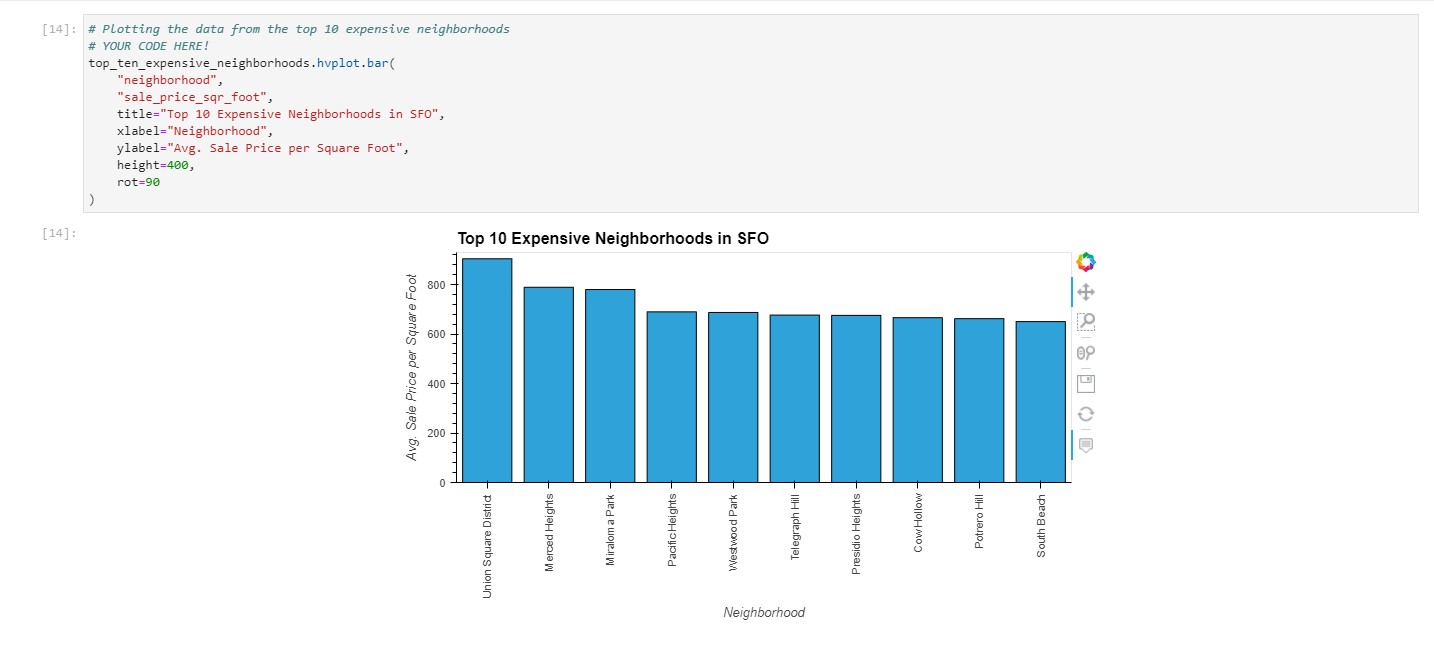 [14]: # Plotting the data from the top 10 expensive neighborhoods
# YOUR CODE HERE!
top_ten_expensive_neighborhoods.hvplot.bar(
    "neighborhood",
    "sale_price_sqr_foot",
    title="Top 10 Expensive Neighborhoods in SFO",
    xlabel="Neighborhood",
    ylabel="Avg. Sale Price per Square Foot",
    height=400,
    rot=90
)
[14]:
Top 10 Expensive Neighborhoods in SFO
Avg. Sale Price per Square Foot
800
600
400
200
0
Union Square District
Merced Heights
Miraloma Park
Pacific Heights
Westwood Park
Telegraph Hill
Presidio Heights
Cow Hollow
Potrero Hill
South Beach
Neighborhood